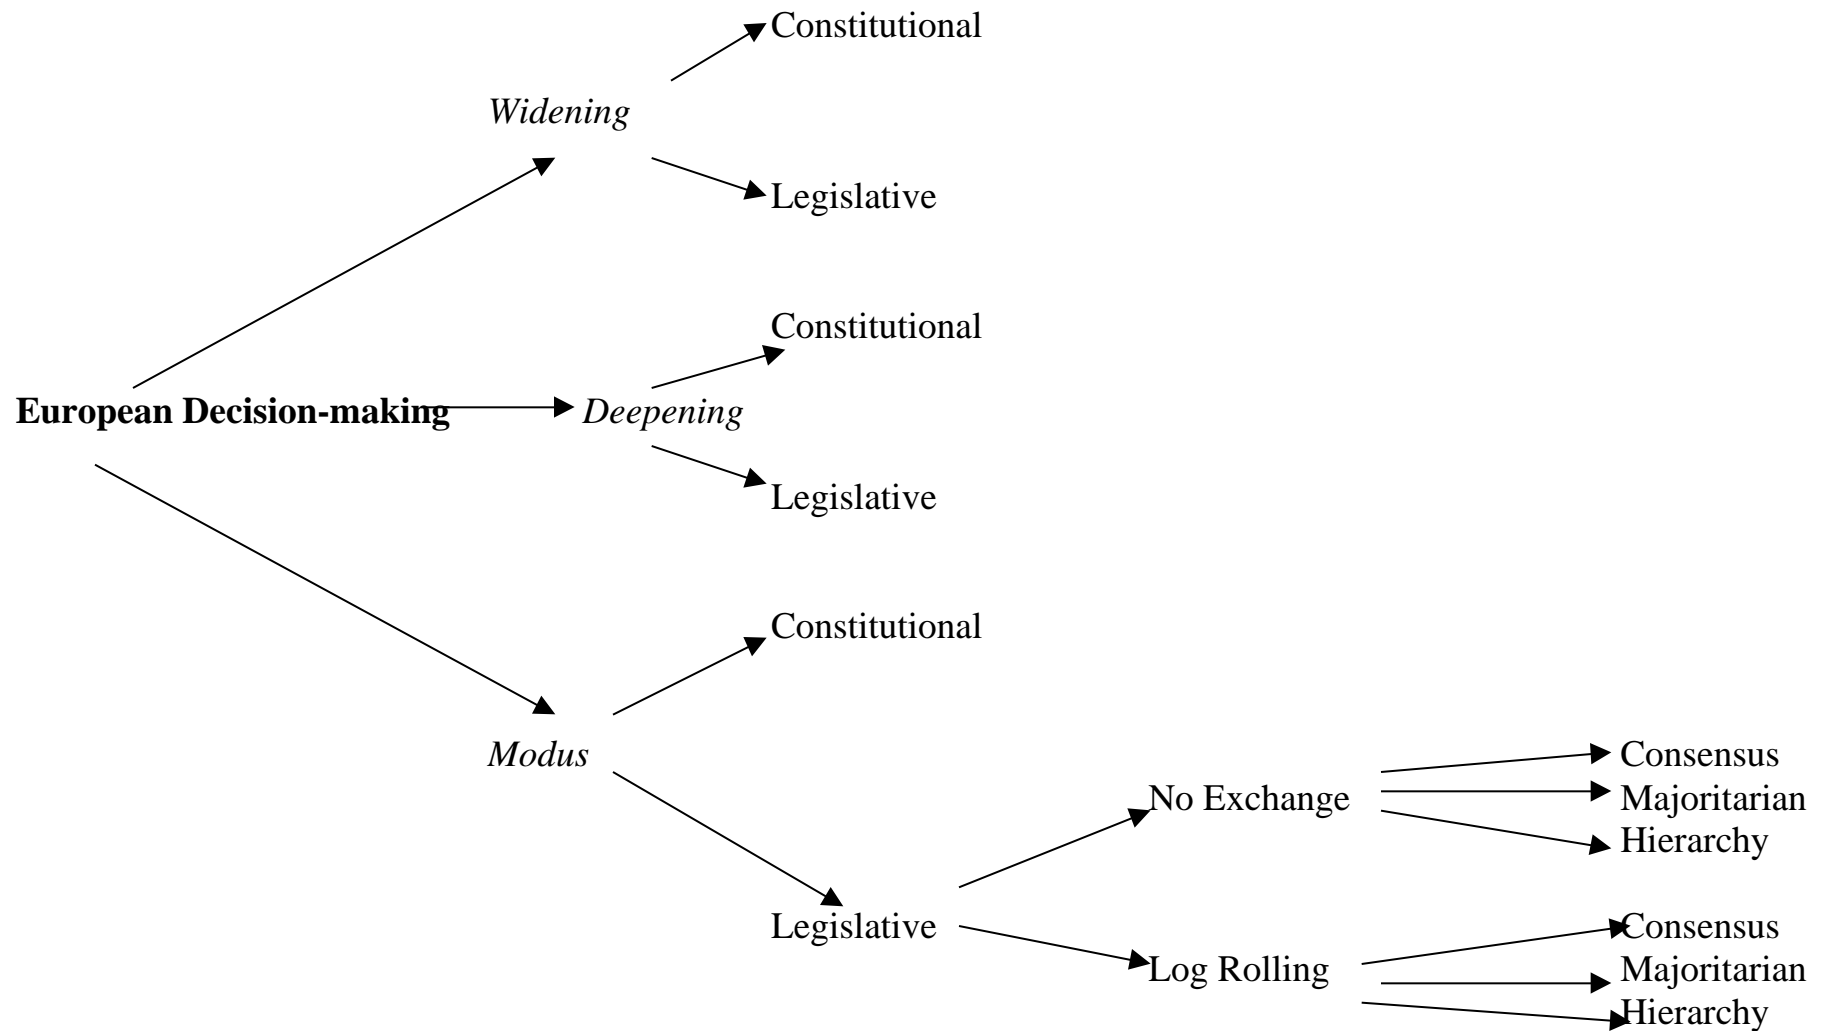 Constitutional
Widening
Legislative
Constitutional
European Decision-making
Deepening
Legislative
Constitutional
Modus
Consensus
No Exchange
Majoritarian
Hierarchy
Legislative
Consensus
Log Rolling
Majoritarian
Hierarchy